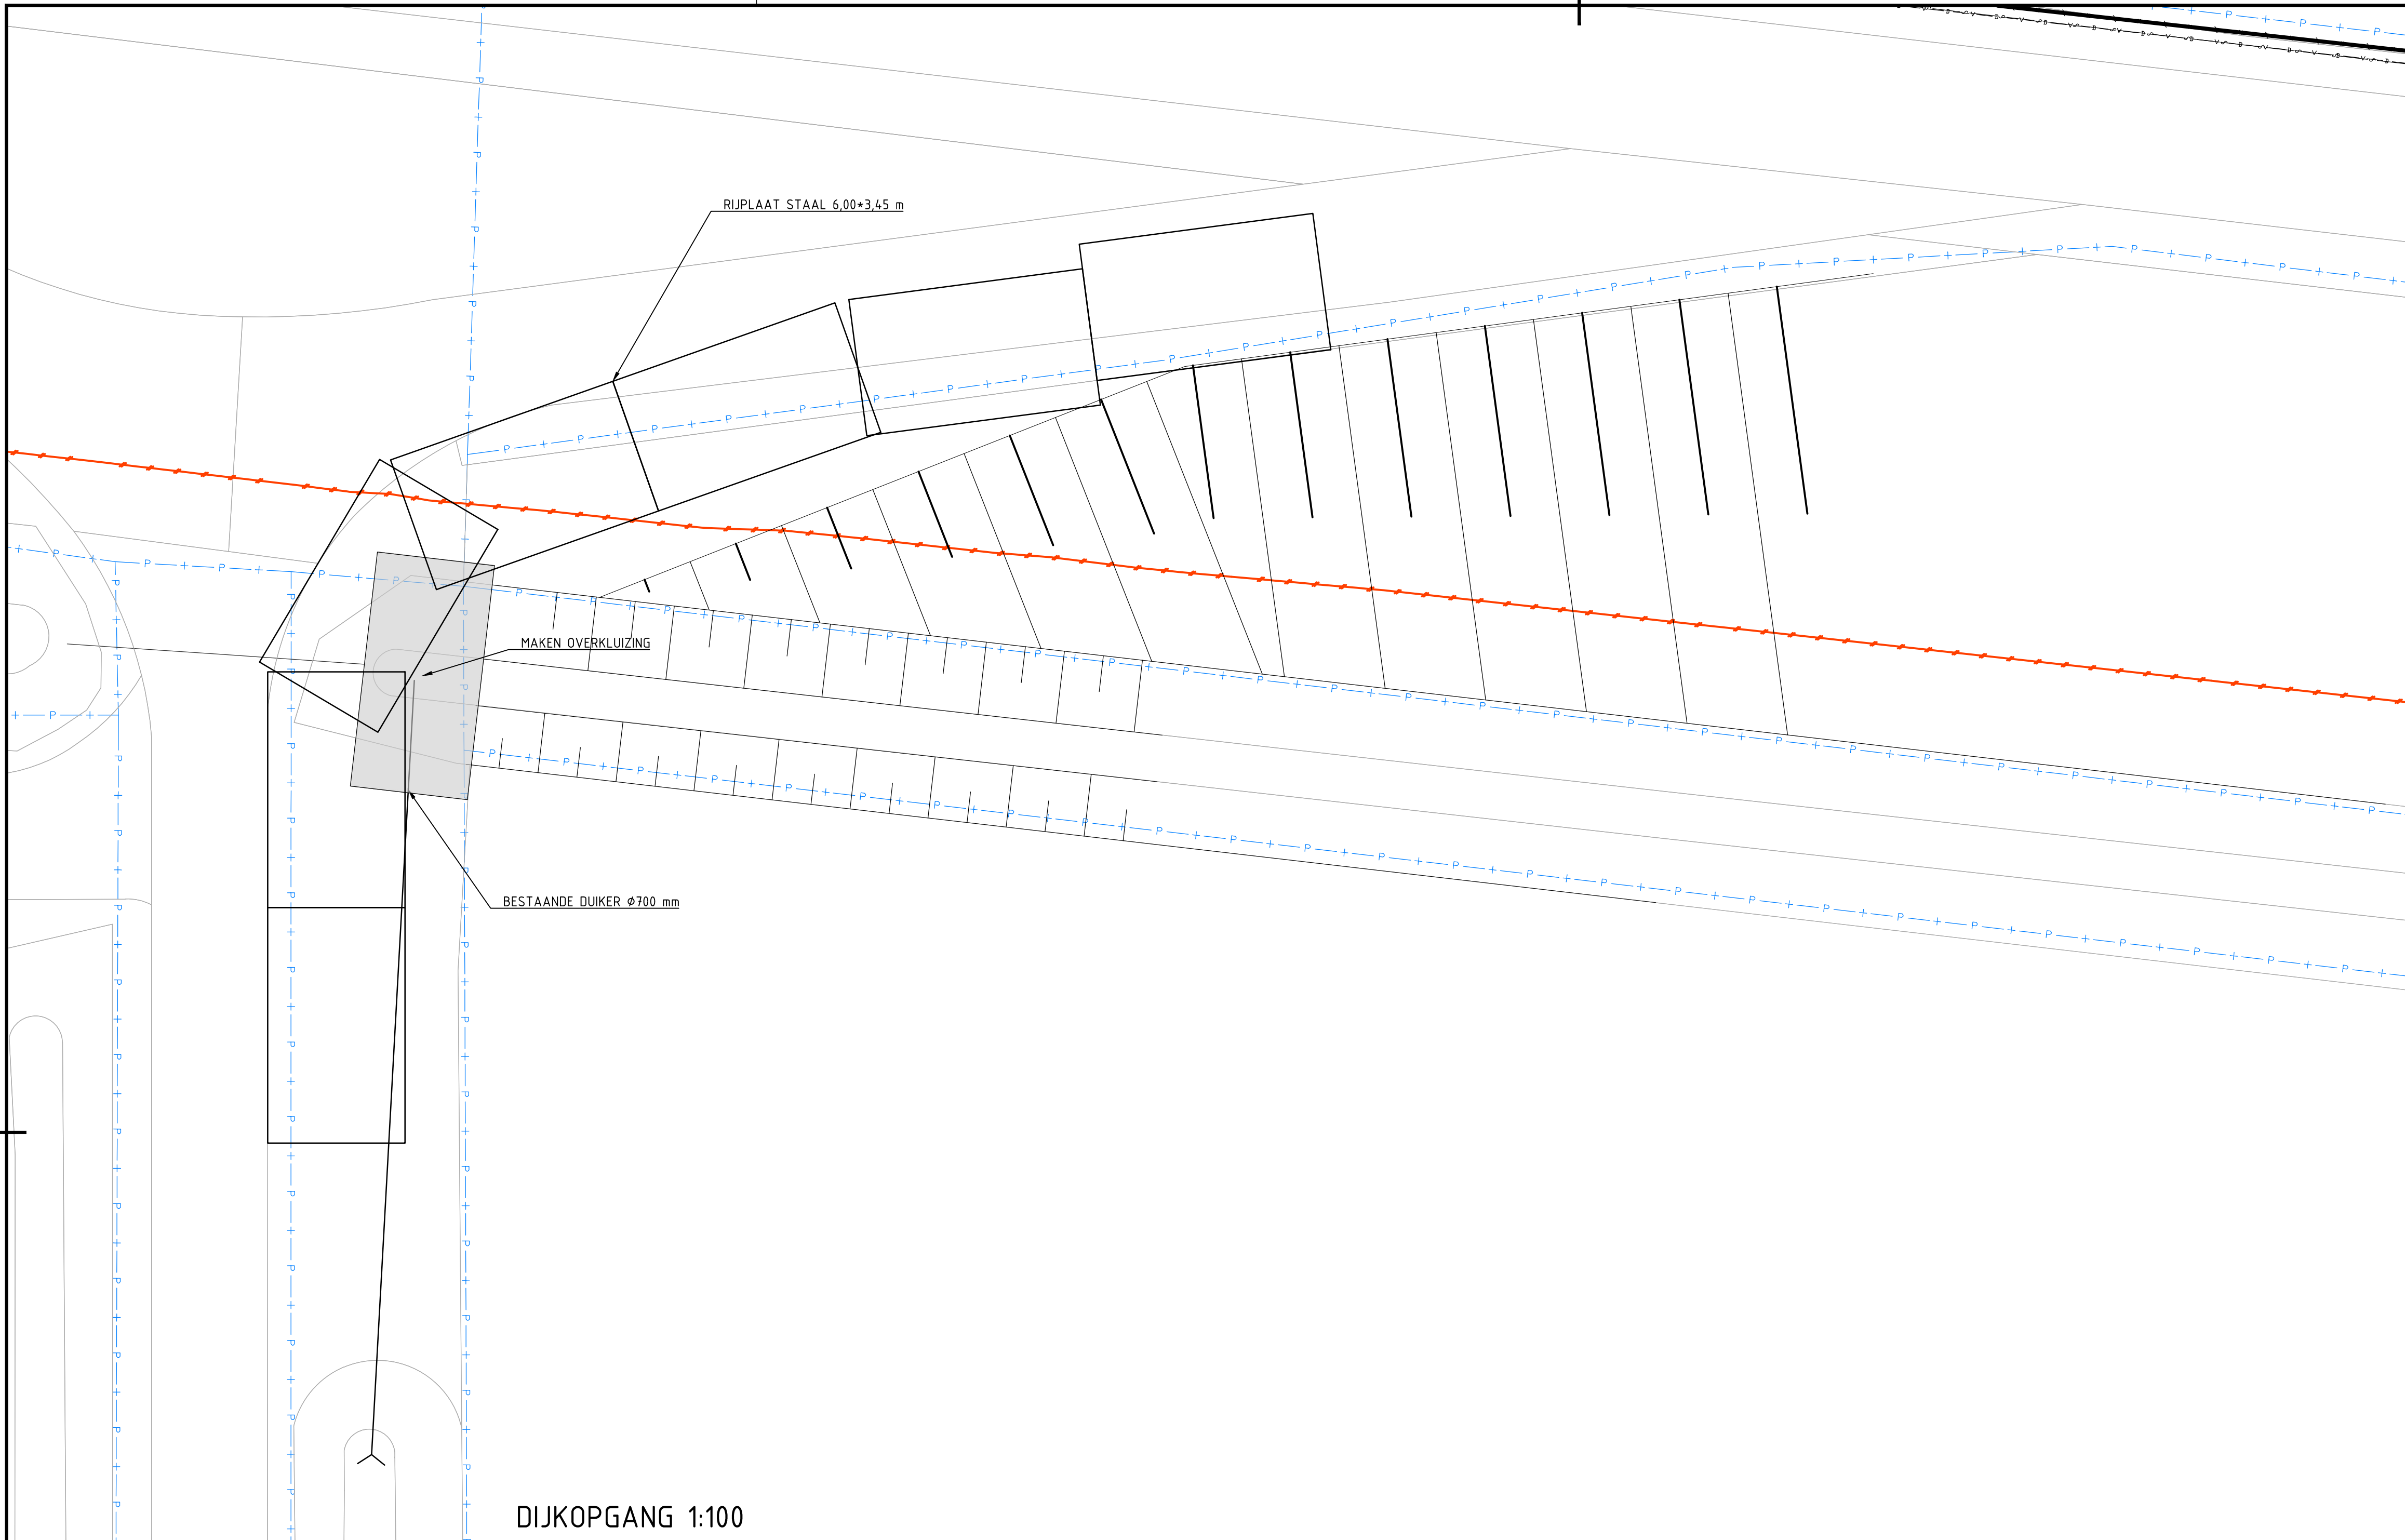 RIJPLAAT STAAL 6,00*3,45 m
MAKEN OVERKLUIZING
BESTAANDE DUIKER Ø700 mm
DIJKOPGANG 1:100